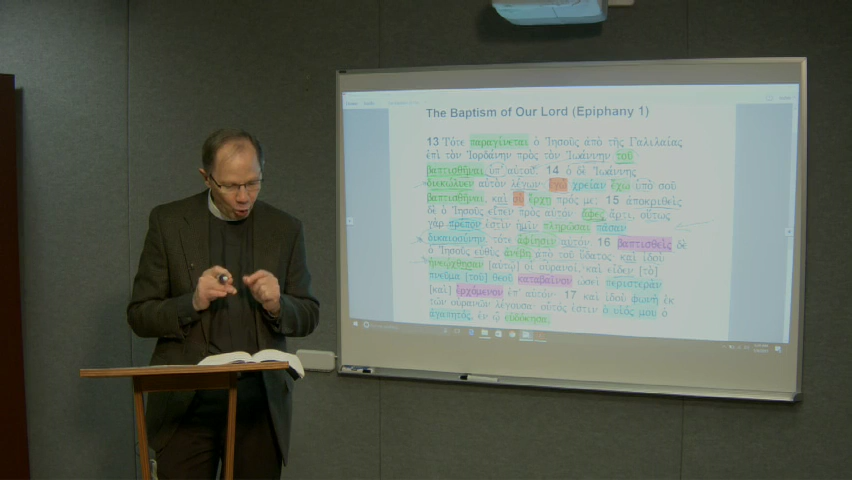 The Baptism of Our Lord (Epiphany 1)
13 Τότε παραγίνεται ὁ Ἰησοῦς ἀπὸ τῆς Γαλιλαίας
ἐπὶ τὸν Ἰορδάνην πρὸς τὸν Ἰωάννην τοῦ
βαπτισθῆναι ὑπ' αὐτοῦ. 14 ὁ δὲ Ἰωάννης
διεκώλυεν αὐτὸν λέγων· ἐγὼ χρείαν ἔχω ὑπὸ σοῦ
βαπτισθῆναι, καὶ σὺ ἔρχῃ πρός με; 15 ἀποκριθεὶς
δὲ ὁ Ἰησοῦς εἶπεν πρὸς αὐτόν· ἄφες ἄρτι, οὕτως
γὰρ πρέπον ἐστὶν ἡμῖν πληρῶσαι πᾶσαν
δικαιοσύνην. τότε ἀφίησιν αὐτόν. 16 βαπτισθεὶς δὲ
ὁ Ἰησοῦς εὐθὺς ἀνέβη ἀπὸ τοῦ ὕδατος· καὶ ἰδοὺ
ἠνεῴχθησαν [αὐτῷ] οἱ οὐρανοί, καὶ εἶδεν [τὸ]
πνεῦμα [τοῦ] θεοῦ καταβαῖνον ὡσεὶ περιστερὰν
[καὶ] ἐρχόμενον ἐπ' αὐτόν· 17 καὶ ἰδοὺ φωνὴ ἐκ
τῶν οὐρανῶν λέγουσα· οὗτός ἐστιν ὁ υἱός μου ὁ
ἀγαπητός, ἐν ᾧ εὐδόκησα.